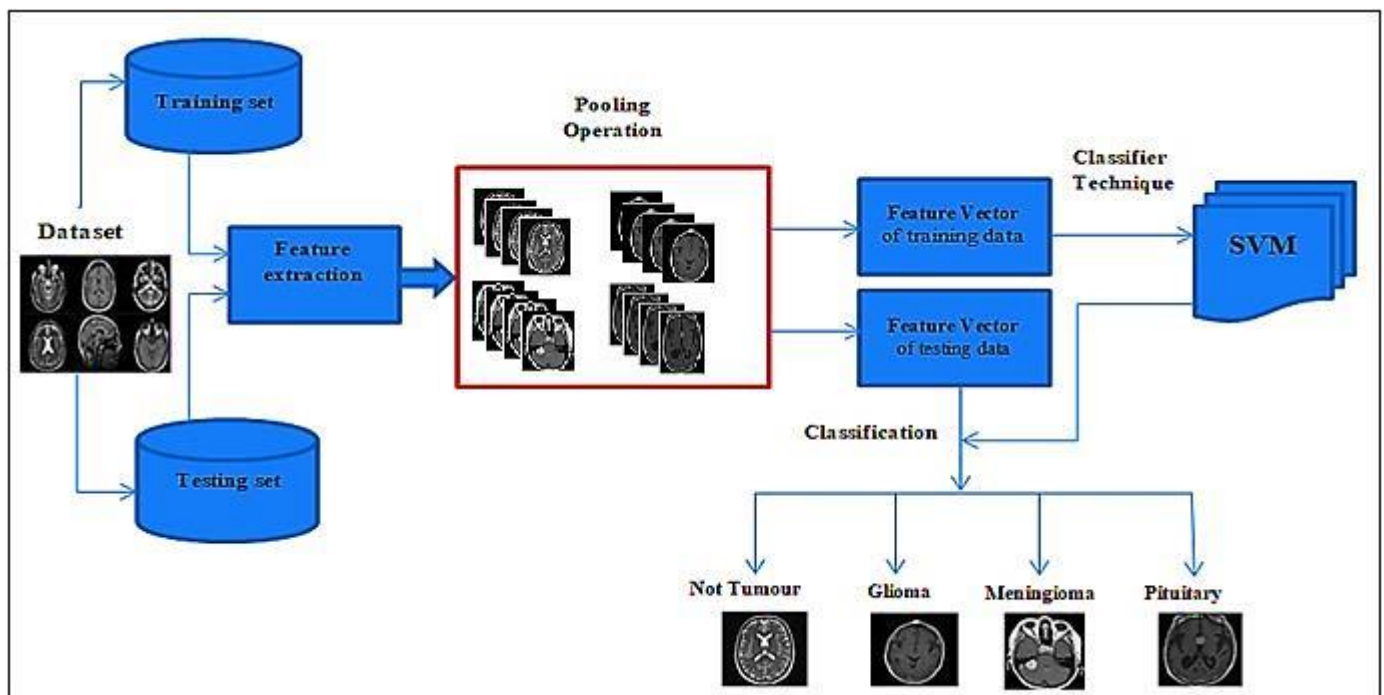 Training set
Pooling
Operation
Classifier
Technique
Dataset
Feature
extraction
Feature Vector
of training data
SVM
Feature Vector
of testing data
Classification
Testing set
Not Tumour
Glioma
Meningioma
Pituitary